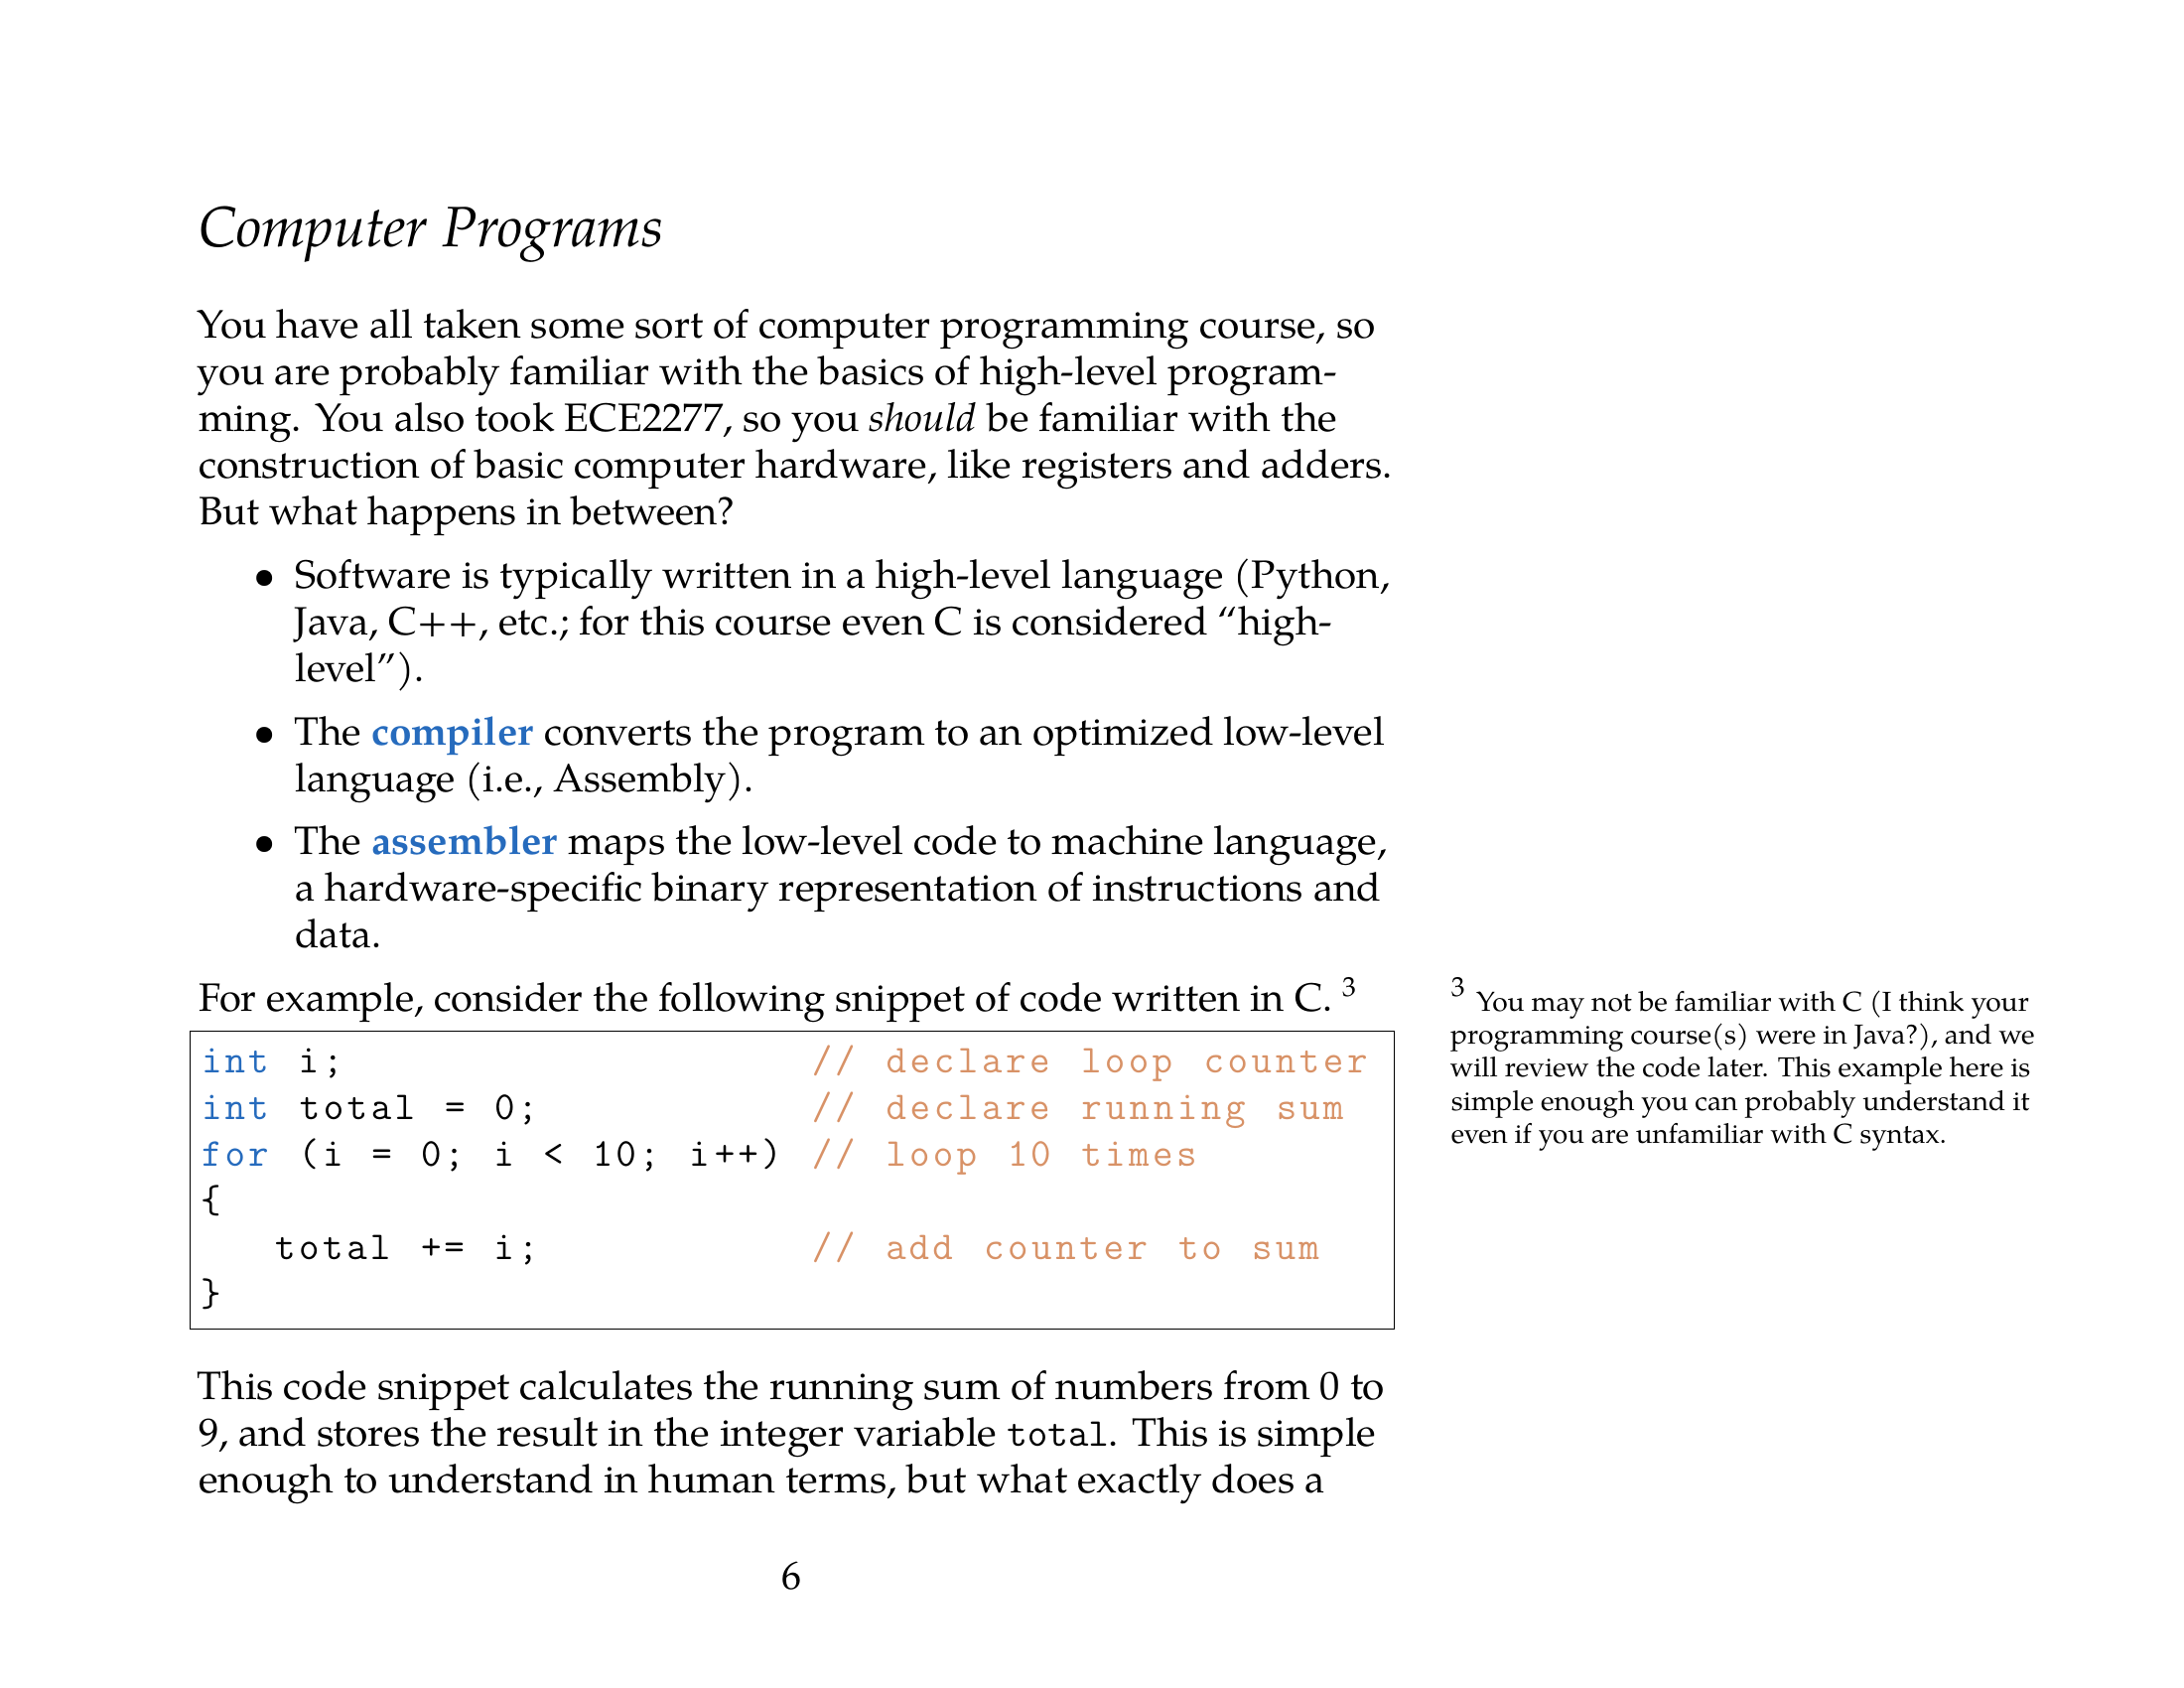 Computer Programs
You have all taken some sort of computer programming course, so
you are probably familiar with the basics of high-level program-
ming. You also took ECE2277, so you should be familiar with the
construction of basic computer hardware, like registers and adders.
But what happens in between?
• Software is typically written in a high-level language (Python,
Java, C++, etc.; for this course even C is considered “high-
level”).
• The compiler converts the program to an optimized low-level
language (i.e., Assembly).
• The assembler maps the low-level code to machine language,
a hardware-specific binary representation of instructions and
data.
For example, consider the following snippet of code written in C. 3
int i;                   // declare loop counter
int total = 0;           // declare running sum
for (i = 0; i < 10; i++) // loop 10 times
{
   total += i;           // add counter to sum
}
This code snippet calculates the running sum of numbers from 0 to
9, and stores the result in the integer variable total. This is simple
enough to understand in human terms, but what exactly does a
3 You may not be familiar with C (I think your
programming course(s) were in Java?), and we
will review the code later. This example here is
simple enough you can probably understand it
even if you are unfamiliar with C syntax.
6